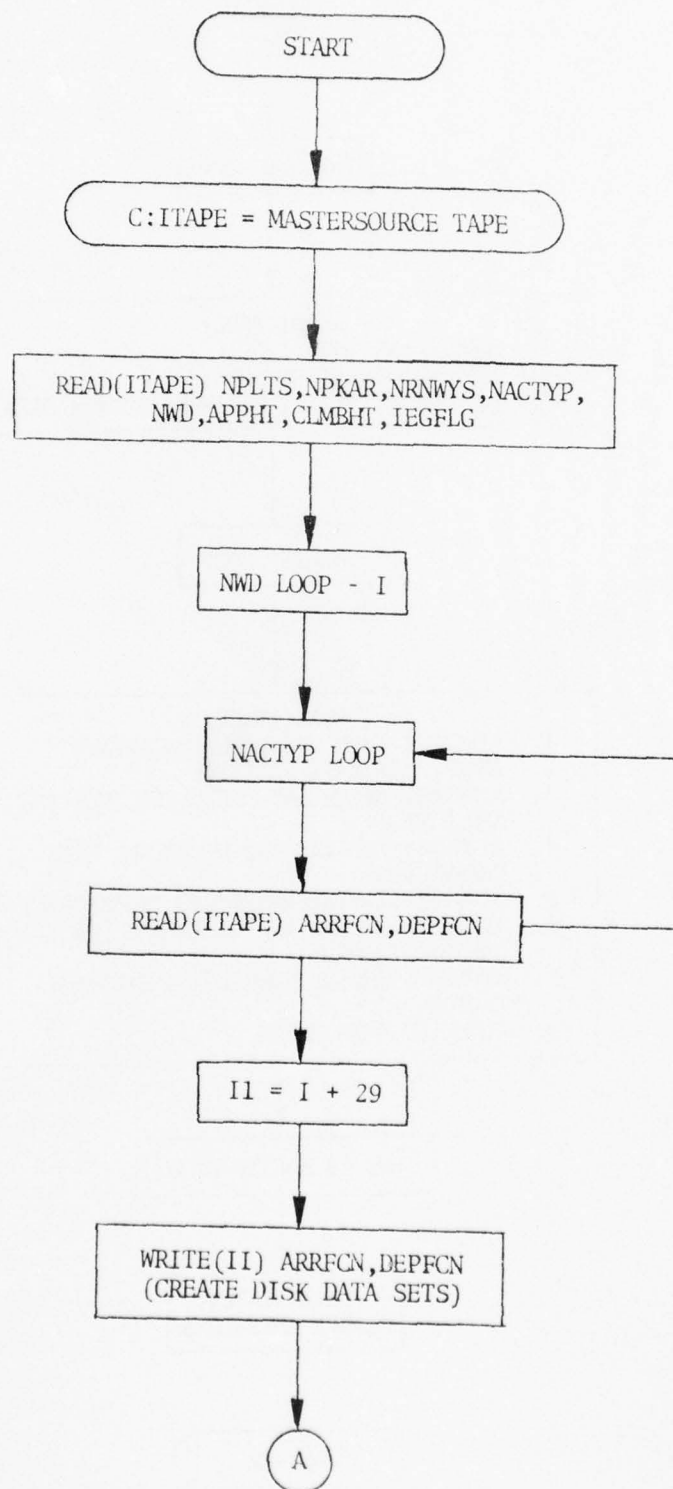 START
C:ITAPE = MASTERSOURCE TAPE
READ(ITAPE) NPLTS,NPKAR,NRNWYS,NACTYP,
NWD,APPHT,CLMBHT,IEGFLG
NWD LOOP - I
NACTYP LOOP
READ(ITAPE) ARRFCN,DEPFCN
I1 = I + 29
WRITE(II) ARRFCN,DEPFCN
(CREATE DISK DATA SETS)
A